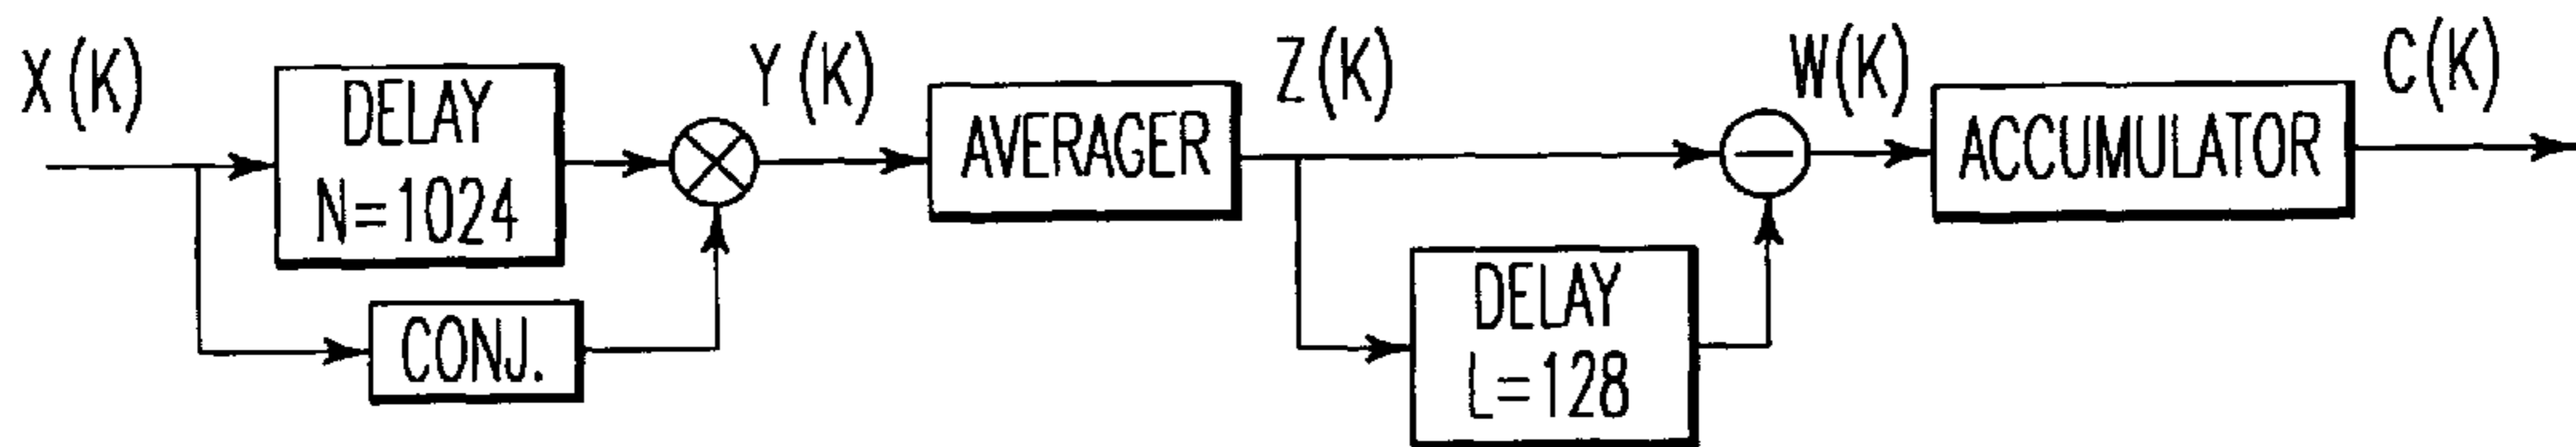 X(K)
DELAY
N=1024
CONJ.
Y(K)
AVERAGER
Z(K)
DELAY
L=128
W(K)
ACCUMULATOR
C(K)